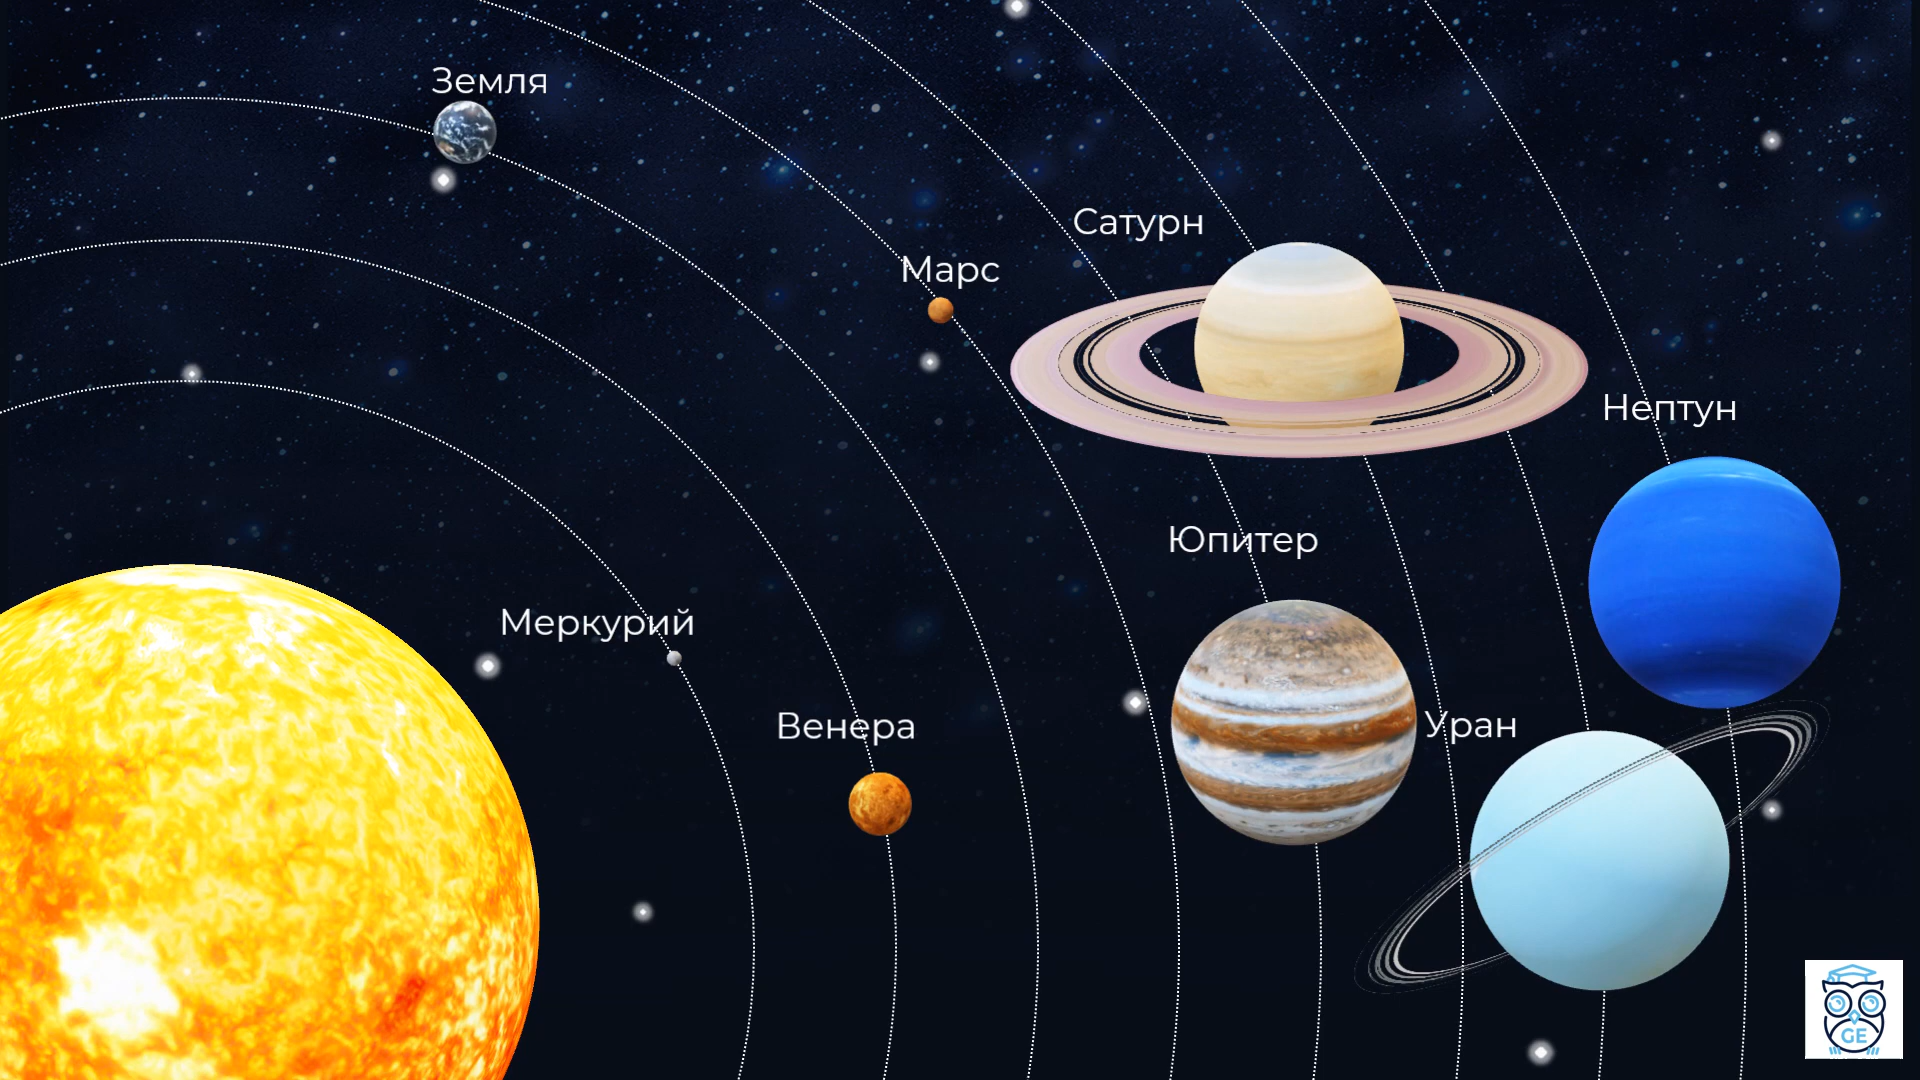 Земля
Сатурн
Марс
Нептун
Юпитер
Меркурий
Уран
Венера
GE